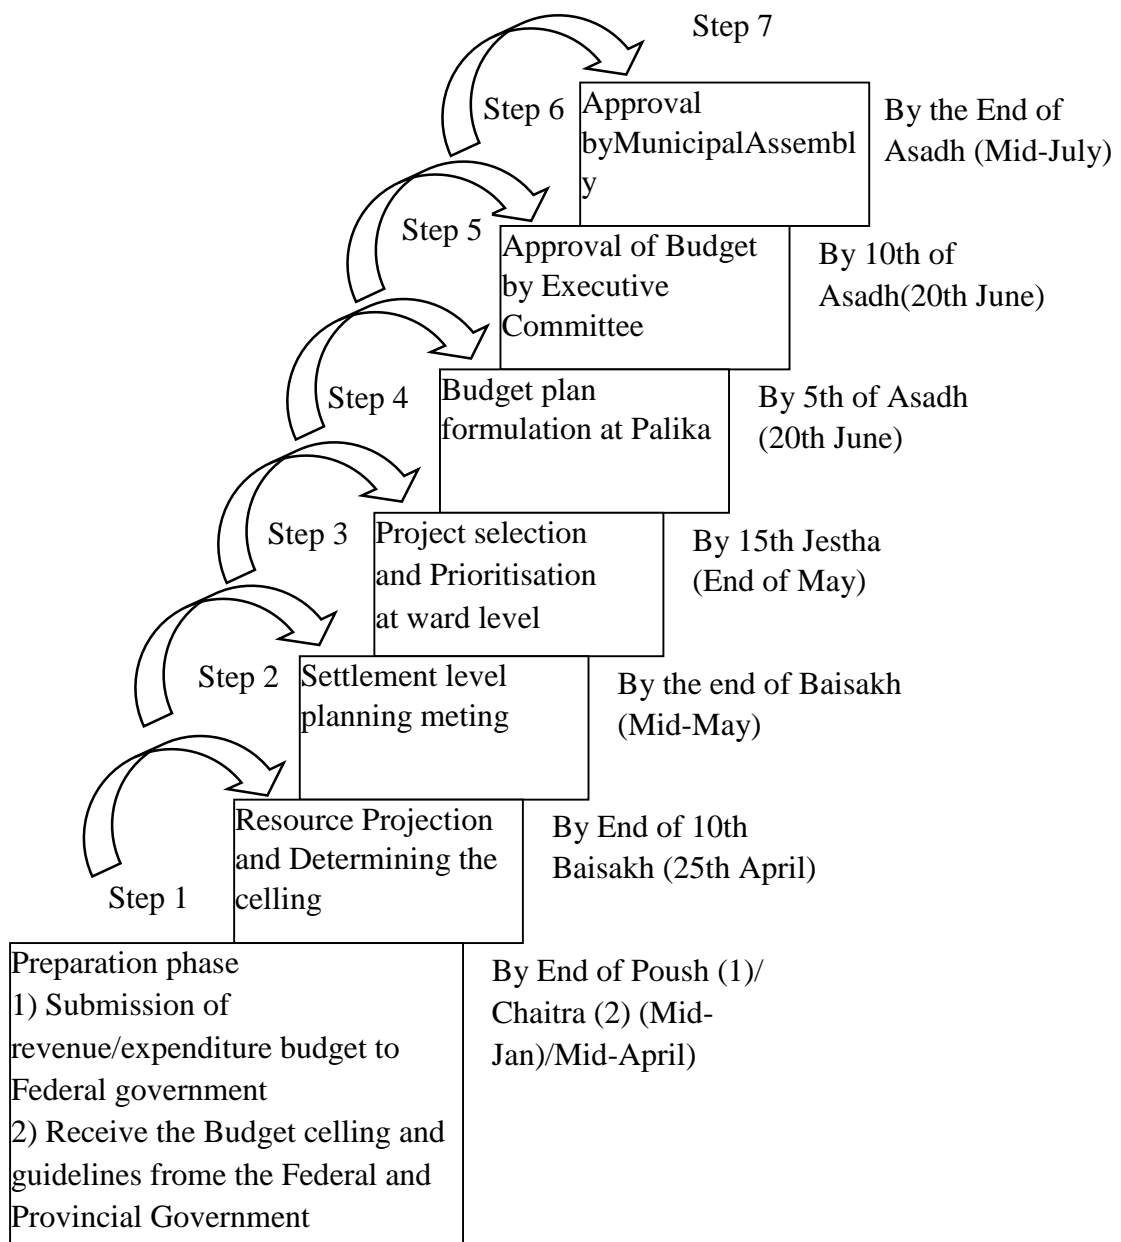 Step 7
Step 6
Approval
byMunicipalAssembl
y
By the End of
Asadh (Mid-July)
Step 5
Approval of Budget
by Executive
Committee
By 10th of
Asadh(20th June)
Step 4
Budget plan
formulation at Palika
By 5th of Asadh
(20th June)
Step 3
Project selection
and Prioritisation
at ward level
By 15th Jestha
(End of May)
Step 2
Settlement level
planning meting
By the end of Baisakh
(Mid-May)
Resource Projection
and Determining the
celling
By End of 10th
Baisakh (25th April)
Step 1
Preparation phase
1) Submission of
revenue/expenditure budget to
Federal government
2) Receive the Budget celling and
guidelines frome the Federal and
Provincial Government
By End of Poush (1)/
Chaitra (2) (Mid-
Jan)/Mid-April)